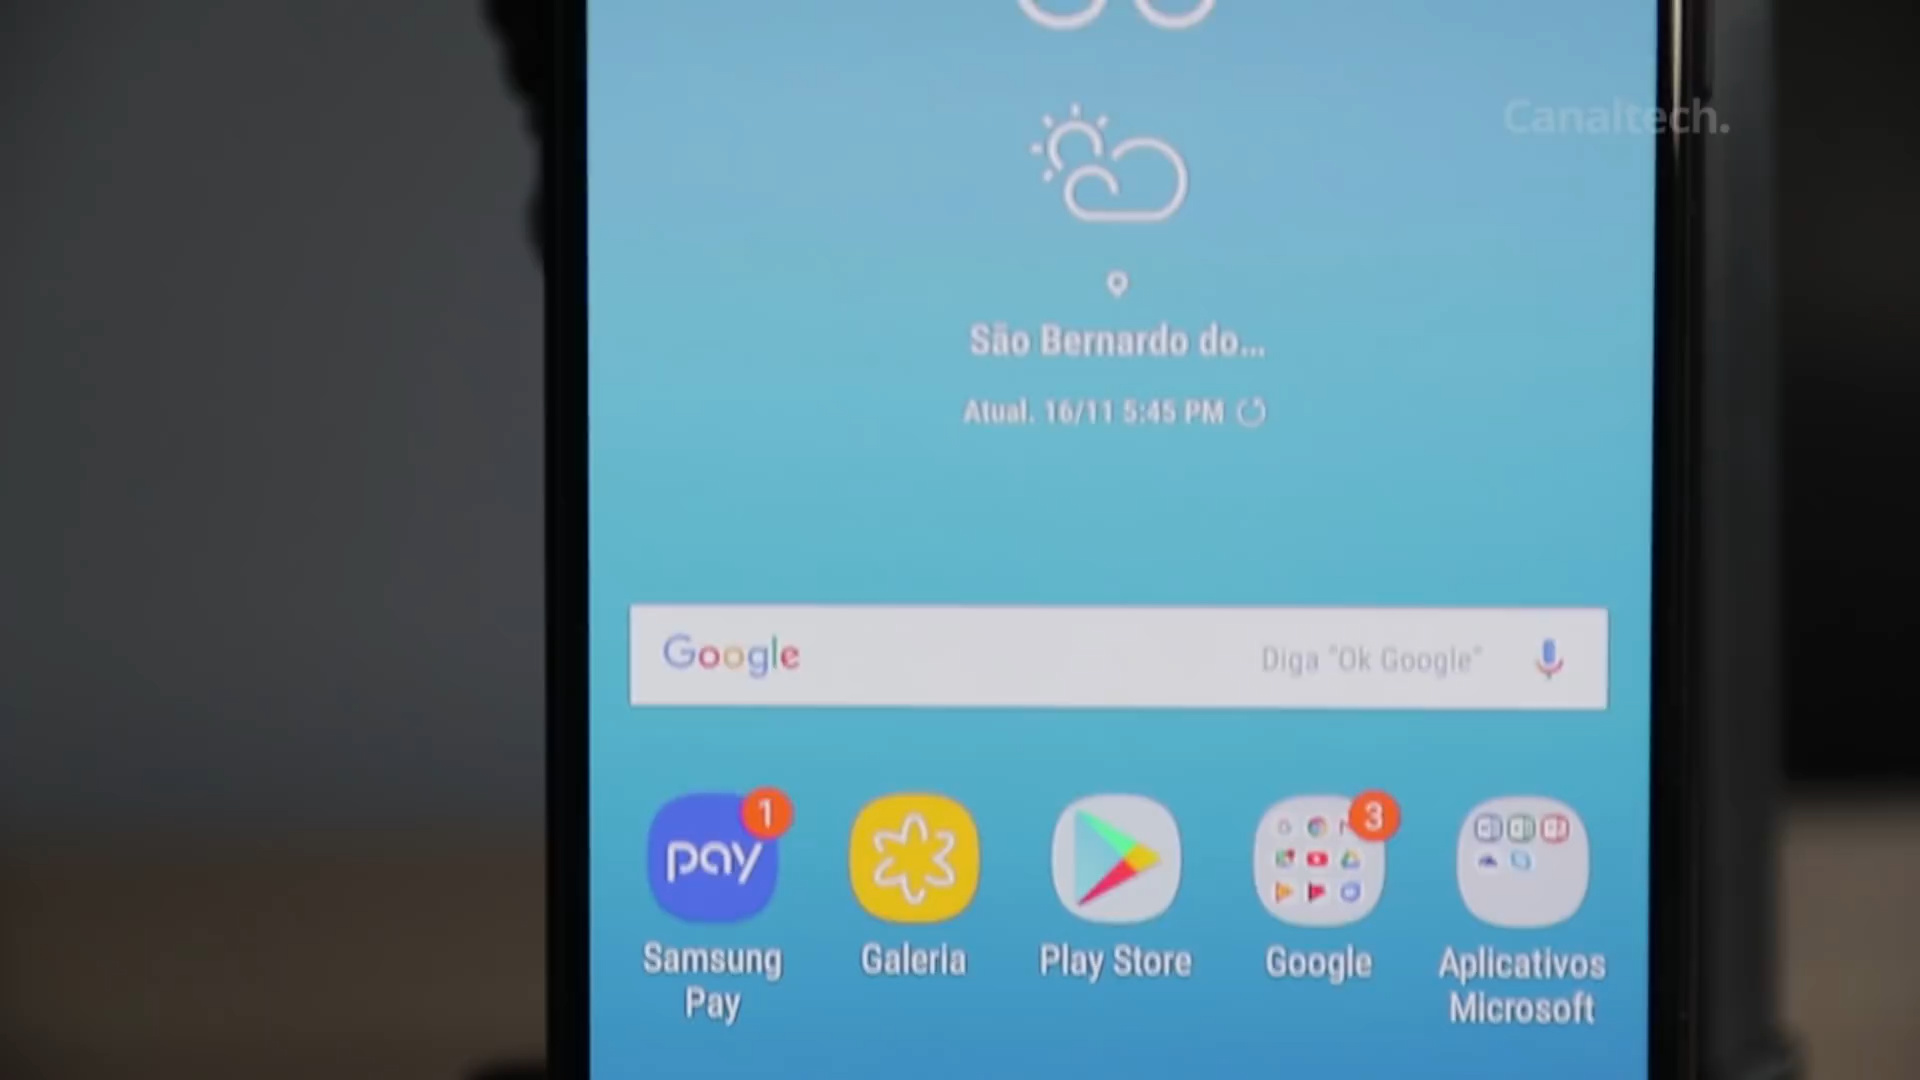 Canaltech.
São Bernardo do...
Atual. 16/11 5:45 PM
Google
Diga "Ok Google"
1
3
pay
Samsung
Pay
Galeria
Play Store
Google
Aplicativos
Microsoft